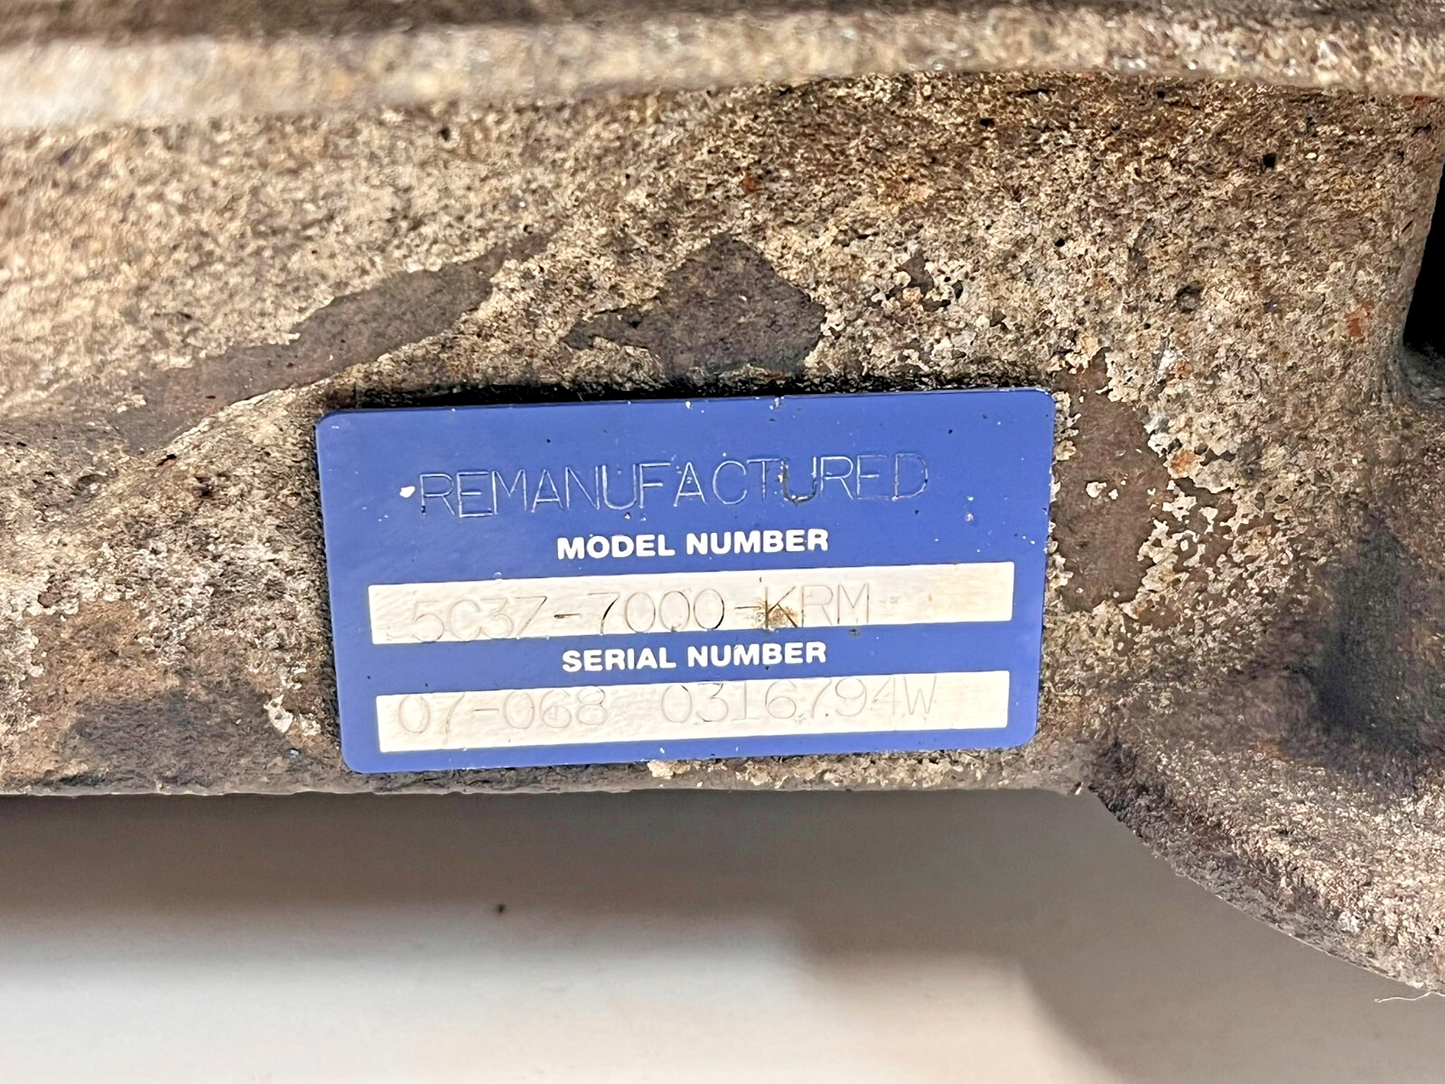 REMANUFACTURED
MODEL NUMBER
5C3Z-7000-KRM
SERIAL NUMBER
07-068 0316794W